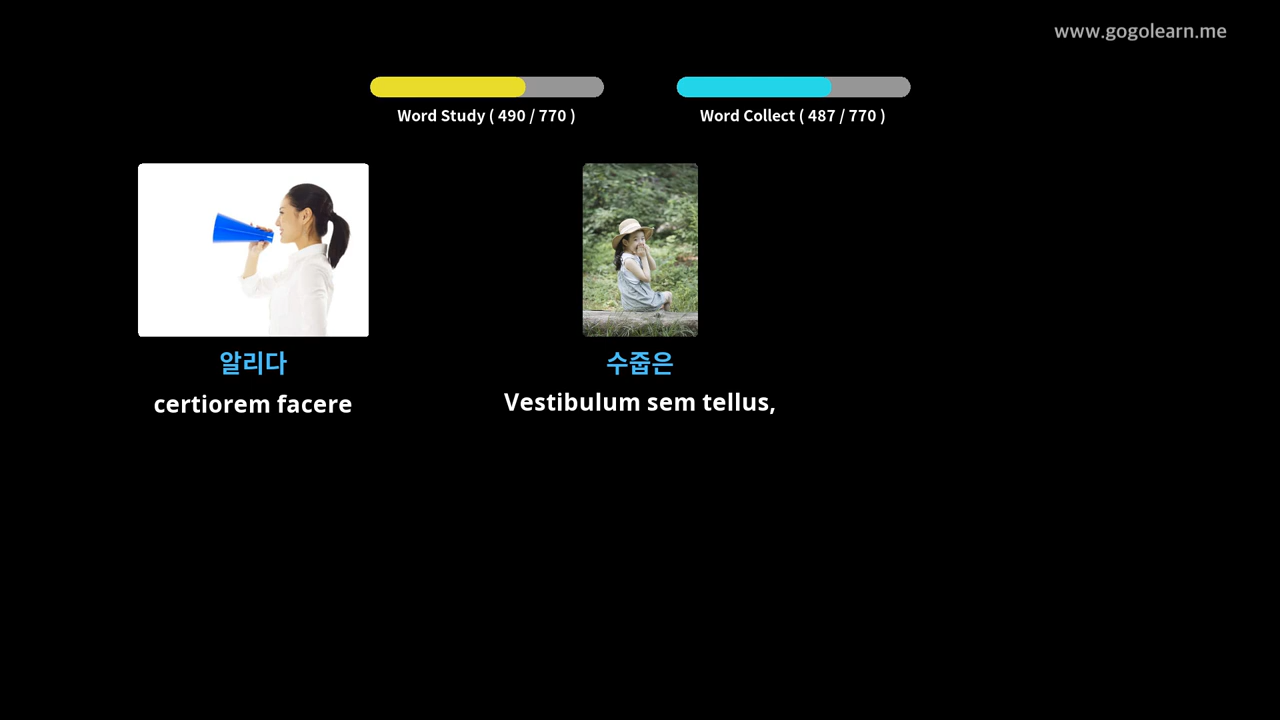 www.gogolearn.me
Word Study ( 490 / 770 )
Word Collect ( 487 / 770 )
알리다
certiorem facere
수줍은
Vestibulum sem tellus,